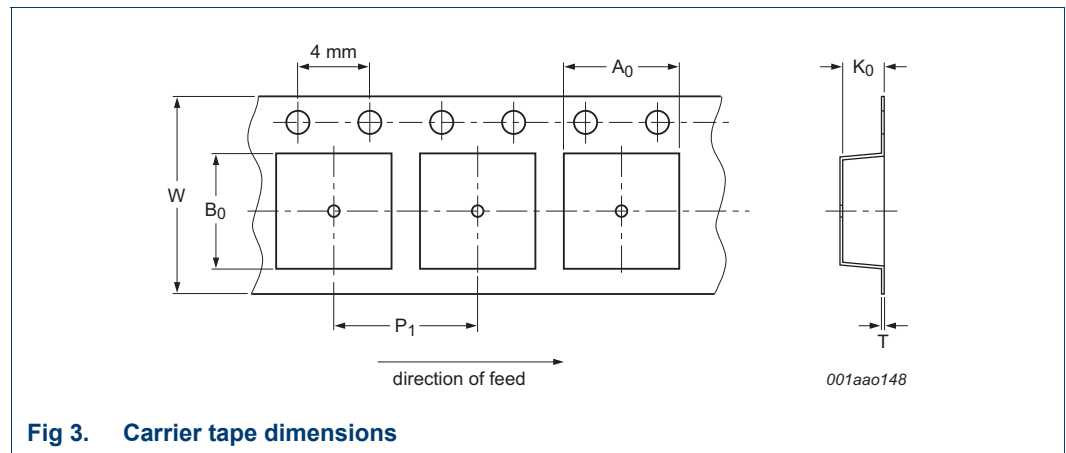 4 mm
A0
K0
W
B0
P1
T
direction of feed
001aao148
Fig 3. Carrier tape dimensions